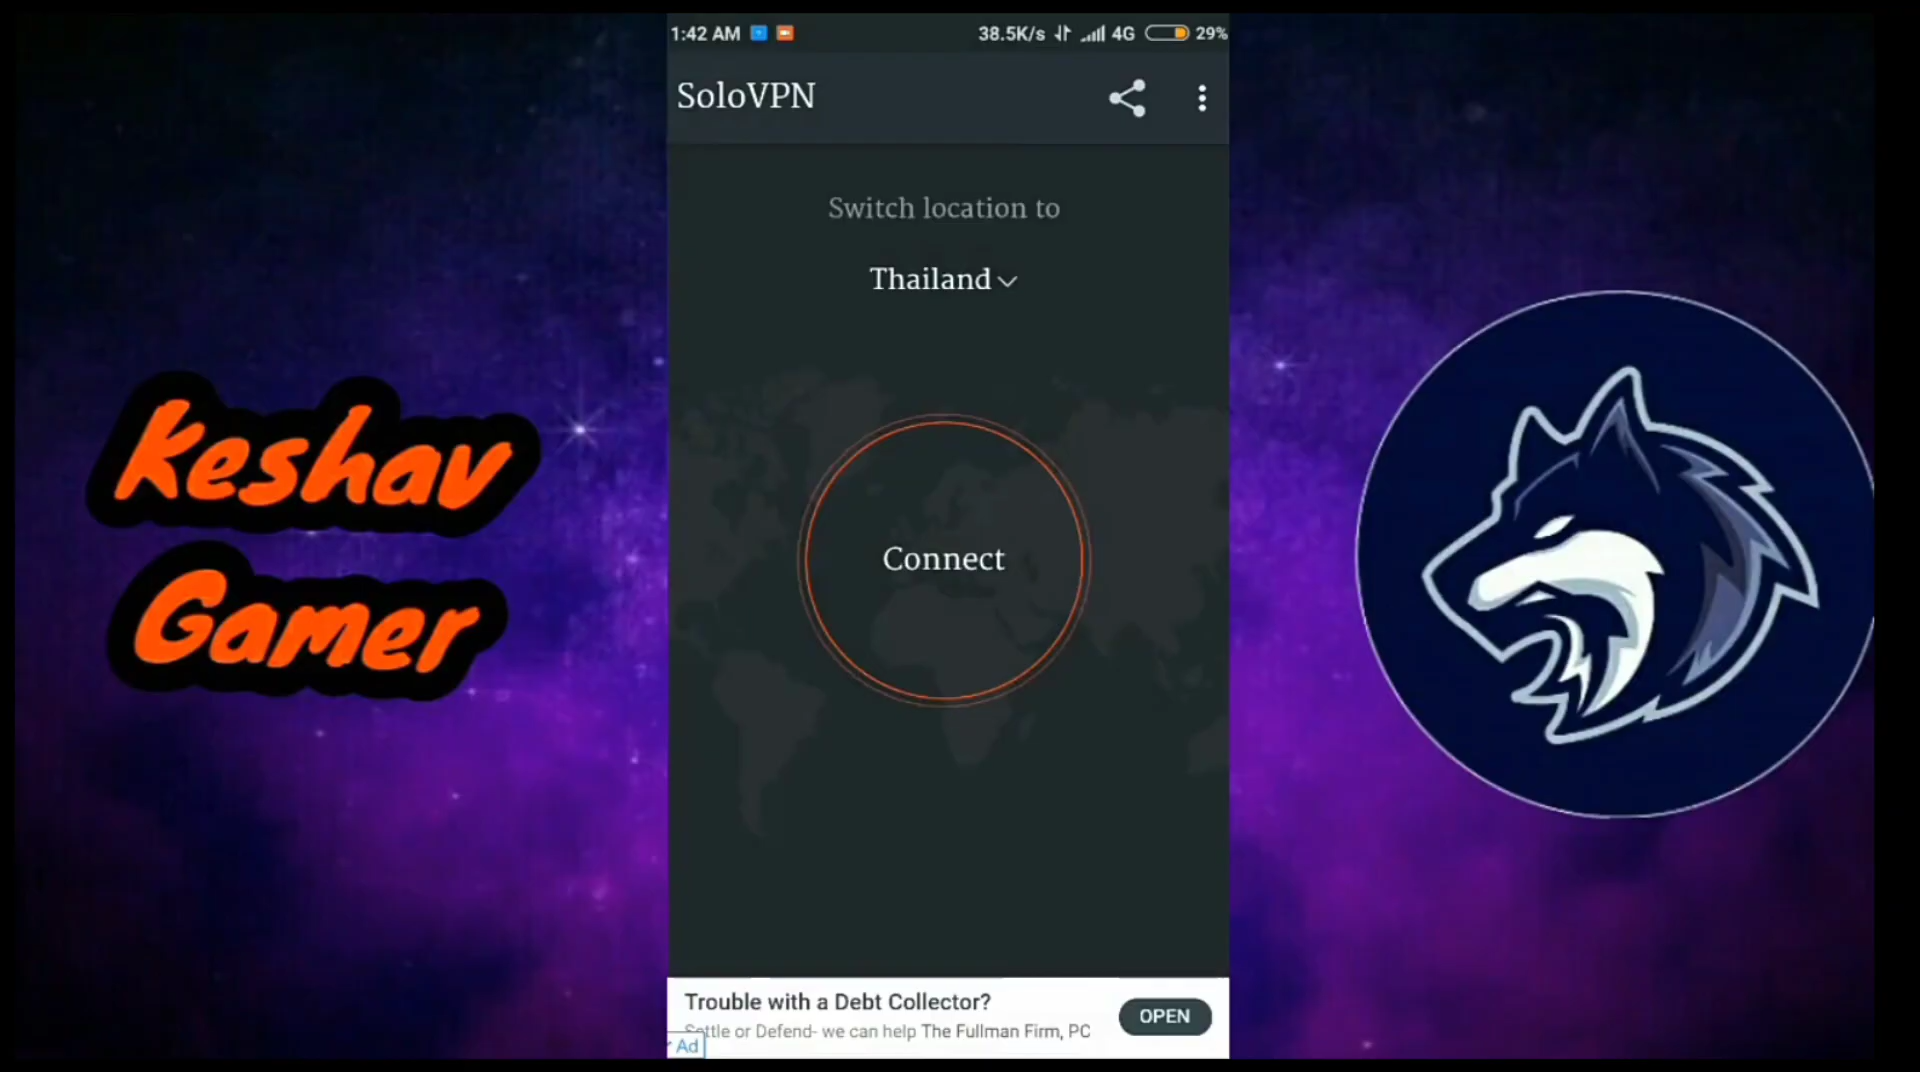 1:42 AM 38.5K/s 4G 29%
SoloVPN
Switch location to
Thailand
Keshav
Gamer
Connect
Trouble with a Debt Collector?
OPEN
Settle or Defend- we can help The Fullman Firm, PC
Ad